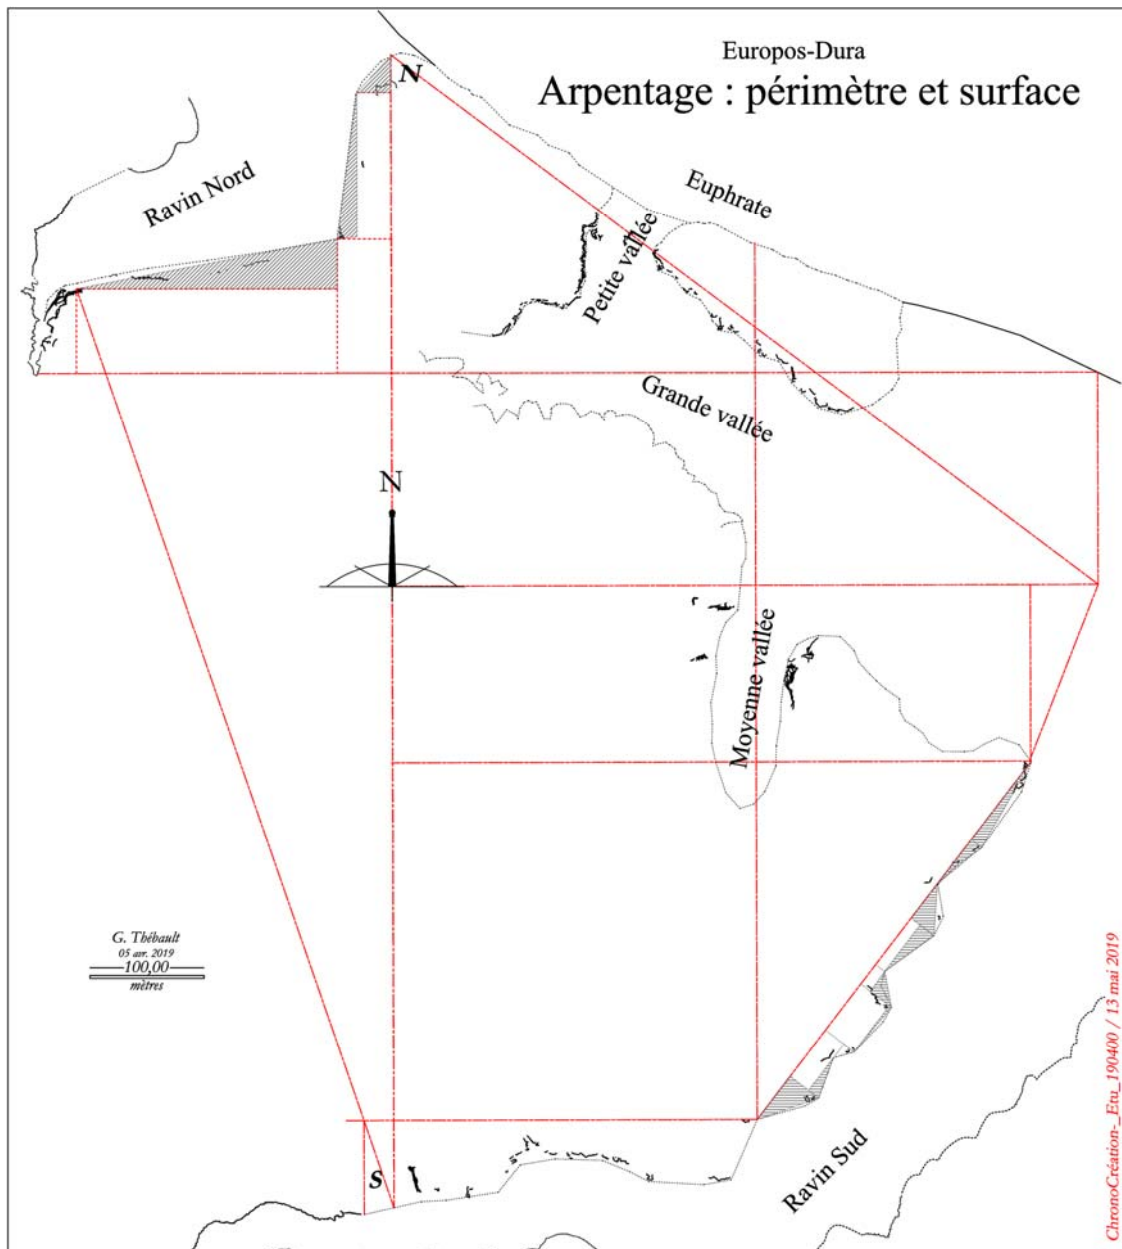 Europos-Dura
Arpentage : périmètre et surface
N
Ravin Nord
Euphrate
Petite vallée
Grande vallée
N
Moyenne vallée
G. Thébault
05 avr. 2019
100,00
mètres
S
Ravin Sud
ChronoCréation-_Etu_190400 / 13 mai 2019